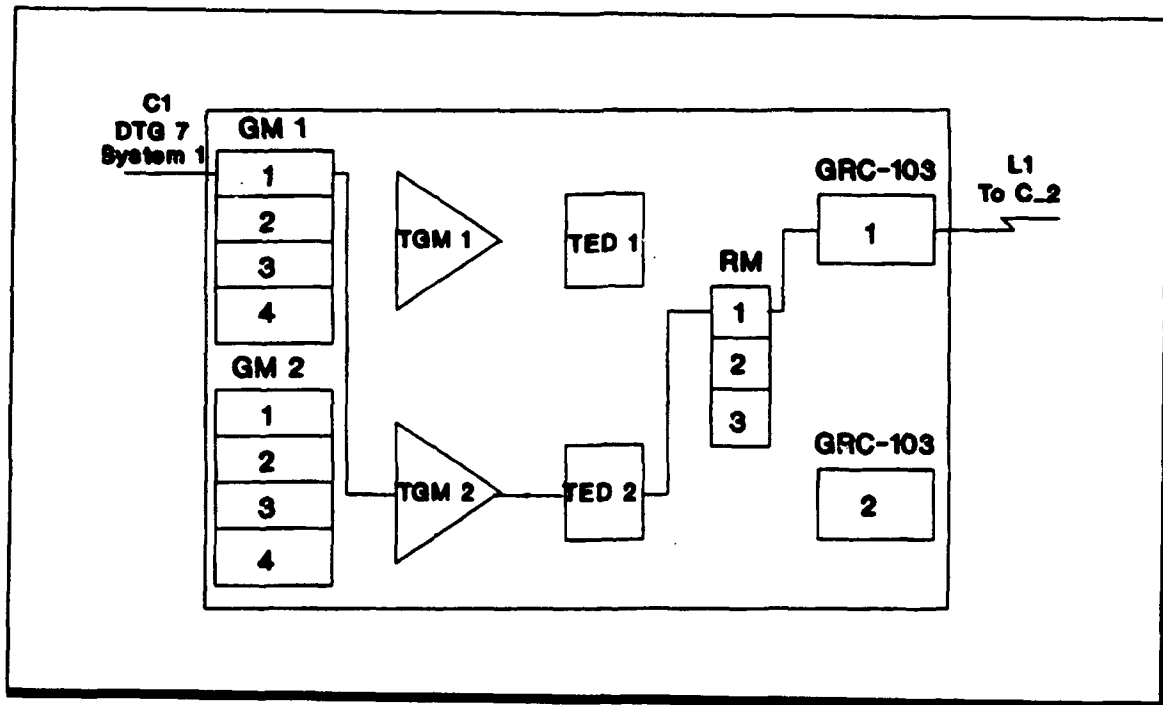 C1
DTG 7
System 1
GM 1
1
2
3
4
GM 2
1
2
3
4
TGM 1
TED 1
TGM 2
TED 2
RM
1
2
3
GRC-103
1
GRC-103
2
L1
To C_2